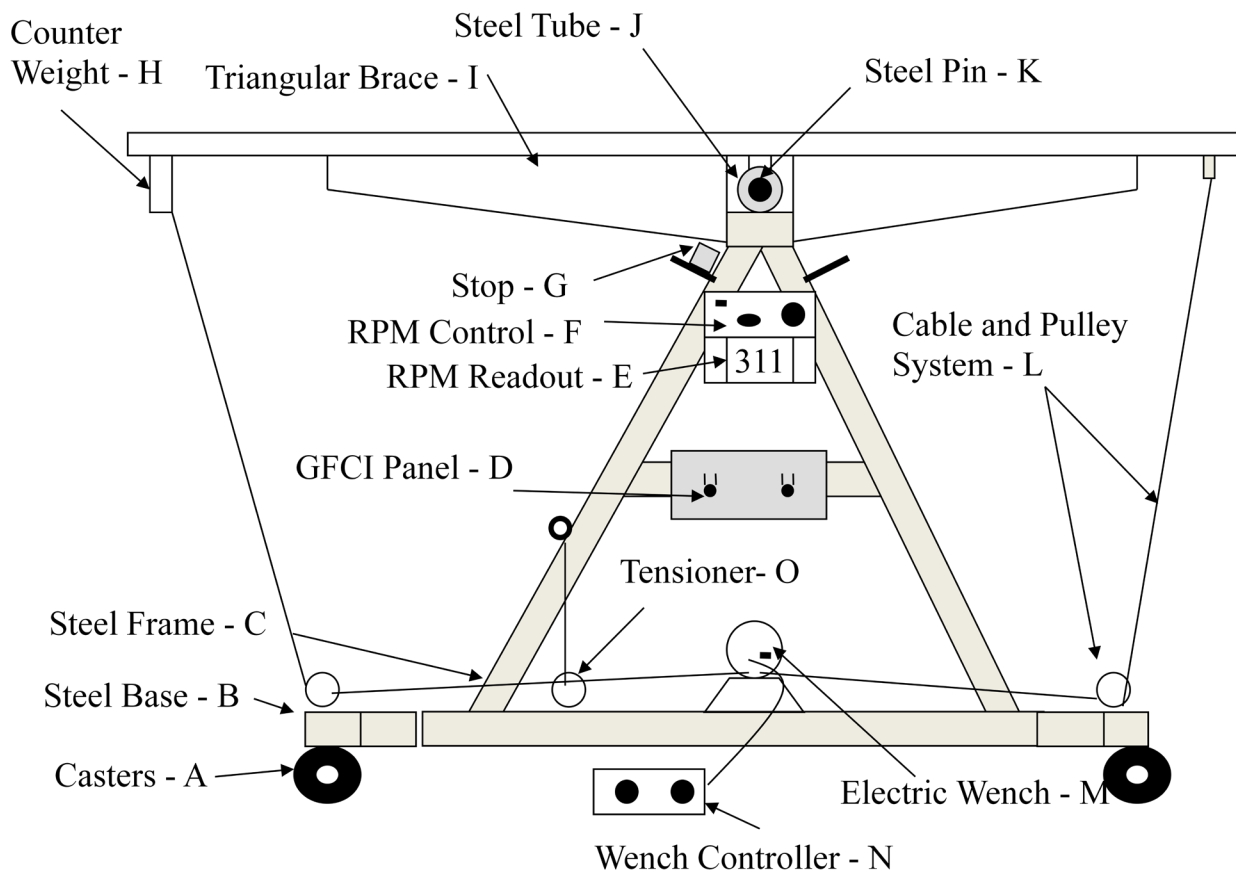 Counter
Weight - H
Steel Tube - J
Triangular Brace - I
Steel Pin - K
Stop - G
RPM Control - F
RPM Readout - E
311
Cable and Pulley
System - L
GFCI Panel - D
Tensioner- O
Steel Frame - C
Steel Base - B
Casters - A
Electric Wench - M
Wench Controller - N